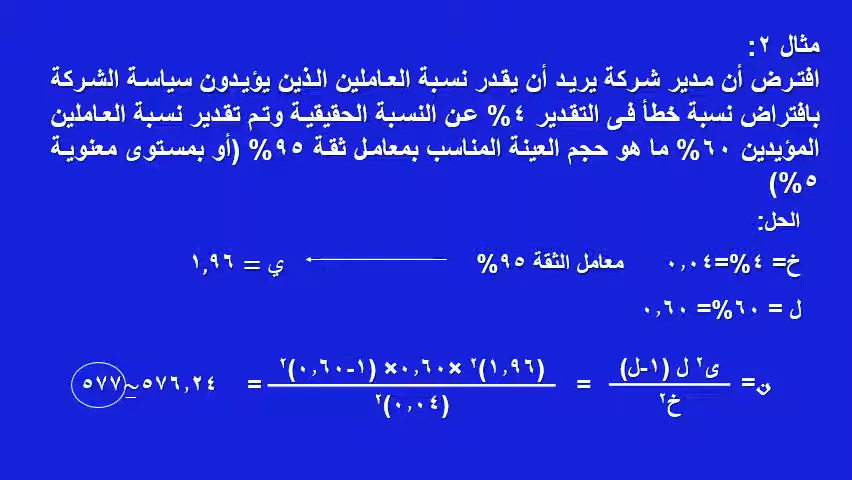 مثال ٢:
افترض أن مدير شركة يريد أن يقدر نسبة العاملين الذين يؤيدون سياسة الشركة
بافتراض نسبة خطأ فى التقدير ٤% عن النسبة الحقيقية وتم تقدير نسبة العاملين
المؤيدين ٦٠% ما هو حجم العينة المناسب بمعامل ثقة ٩٥% (أو بمستوى معنوية
٥%)
الحل:
خ= ٤%=٠,٠٤ معامل الثقة ٩٥% ي = ١,٩٦
ل = ٦٠%= ٠,٦٠
ن= ى٢ ل (١-ل) = (١,٩٦)٢ ×٠,٦٠× (١-٠,٦٠)٢ = ٥٧٦,٢٤ ~ ٥٧٧
خ٢ (٠,٠٤)٢